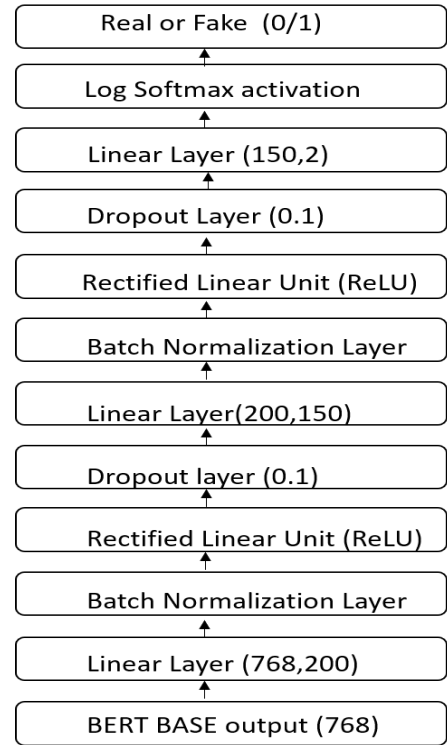 Real or Fake (0/1)
Log Softmax activation
Linear Layer (150,2)
Dropout Layer (0.1)
Rectified Linear Unit (ReLU)
Batch Normalization Layer
Linear Layer(200,150)
Dropout layer (0.1)
Rectified Linear Unit (ReLU)
Batch Normalization Layer
Linear Layer (768,200)
BERT BASE output (768)